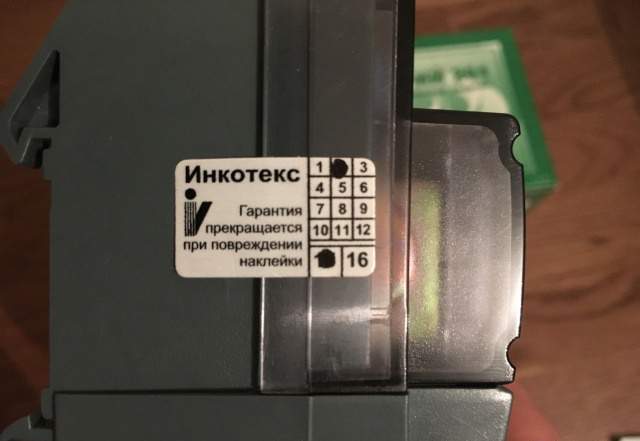 Инкотекс
Гарантия
прекращается
при повреждении
наклейки
1 3
4 5 6
7 8 9
10 11 12
16